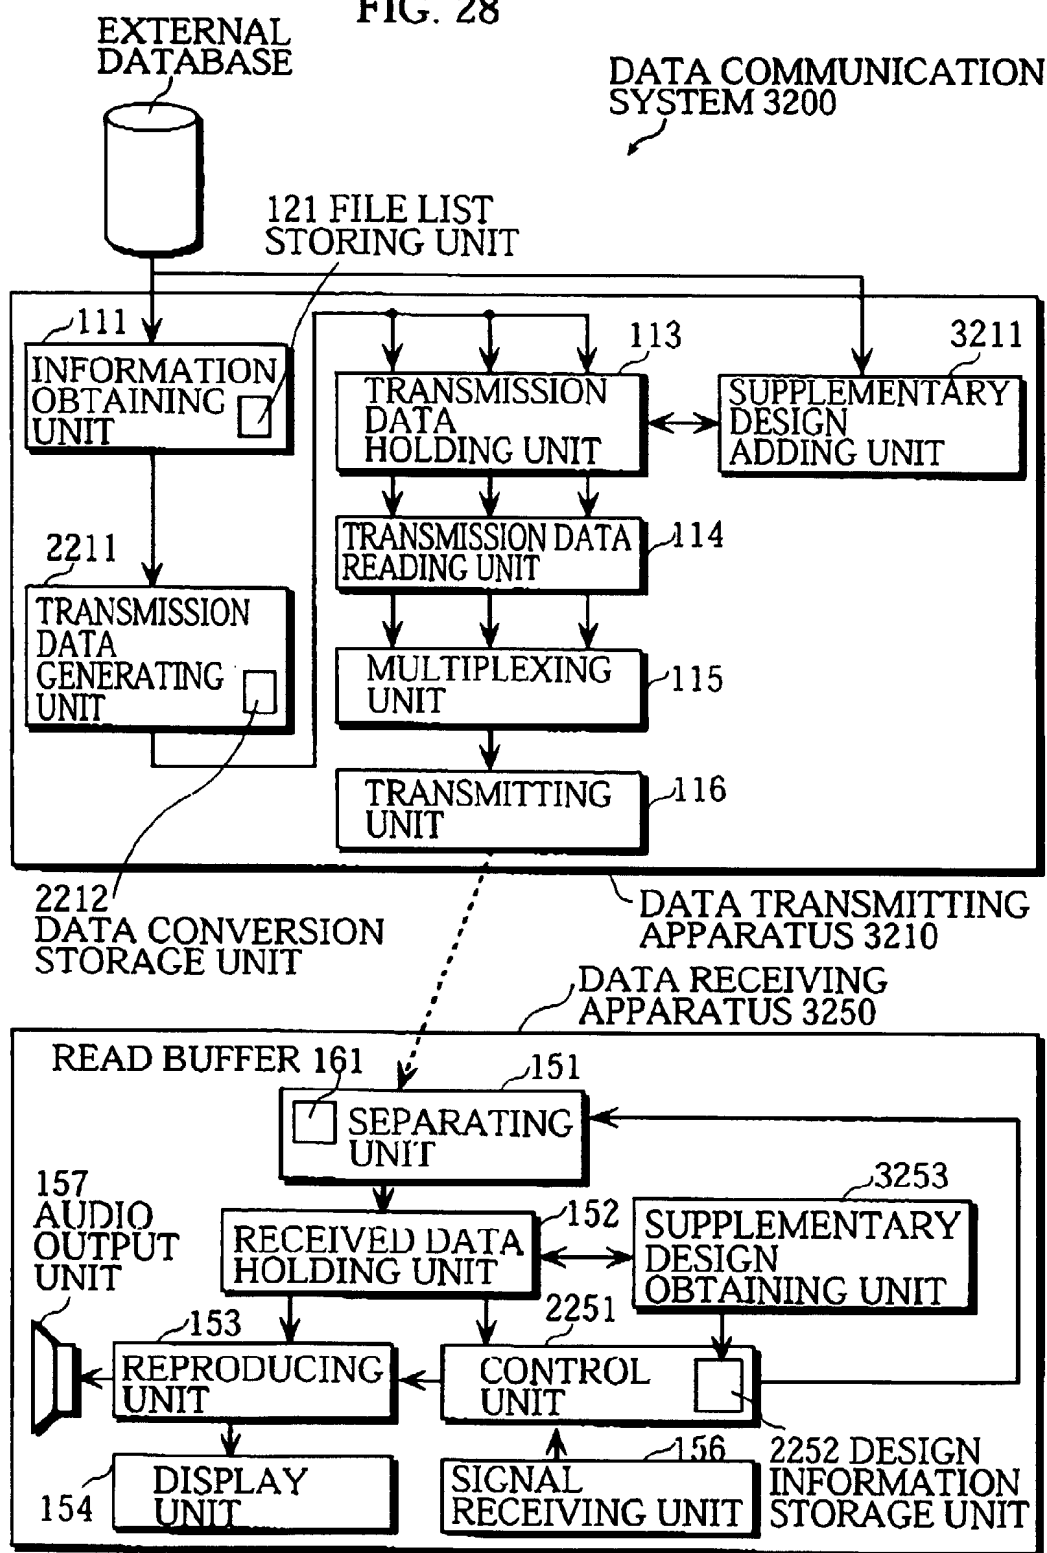 FIG. 28
EXTERNAL
DATABASE
DATA COMMUNICATION
SYSTEM 3200
121 FILE LIST
STORING UNIT
111
INFORMATION
OBTAINING
UNIT
113
TRANSMISSION
DATA
HOLDING UNIT
3211
SUPPLEMENTARY
DESIGN
ADDING UNIT
TRANSMISSION DATA
READING UNIT
114
2211
TRANSMISSION
DATA
GENERATING
UNIT
MULTIPLEXING
UNIT
115
TRANSMITTING
UNIT
116
2212
DATA CONVERSION
STORAGE UNIT
DATA TRANSMITTING
APPARATUS 3210
DATA RECEIVING
APPARATUS 3250
READ BUFFER 161
151
SEPARATING
UNIT
157
AUDIO
OUTPUT
UNIT
152
RECEIVED DATA
HOLDING UNIT
3253
SUPPLEMENTARY
DESIGN
OBTAINING UNIT
153
REPRODUCING
UNIT
2251
CONTROL
UNIT
154
DISPLAY
UNIT
156
SIGNAL
RECEIVING UNIT
2252 DESIGN
INFORMATION
STORAGE UNIT